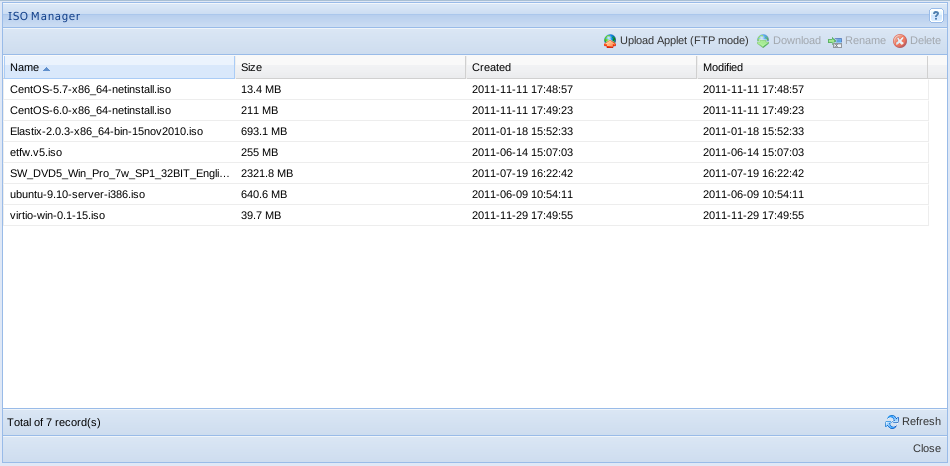 ISO Manager ?
Upload Applet (FTP mode) Download Rename Delete
Name Size Created Modified
CentOS-5.7-x86_64-netinstall.iso 13.4 MB 2011-11-11 17:48:57 2011-11-11 17:48:57
CentOS-6.0-x86_64-netinstall.iso 211 MB 2011-11-11 17:49:23 2011-11-11 17:49:23
Elastix-2.0.3-x86_64-bin-15nov2010.iso 693.1 MB 2011-01-18 15:52:33 2011-01-18 15:52:33
etfw.v5.iso 255 MB 2011-06-14 15:07:03 2011-06-14 15:07:03
SW_DVD5_Win_Pro_7w_SP1_32BIT_Engli... 2321.8 MB 2011-07-19 16:22:42 2011-07-19 16:22:42
ubuntu-9.10-server-i386.iso 640.6 MB 2011-06-09 10:54:11 2011-06-09 10:54:11
virtio-win-0.1-15.iso 39.7 MB 2011-11-29 17:49:55 2011-11-29 17:49:55
Total of 7 record(s) Refresh
Close